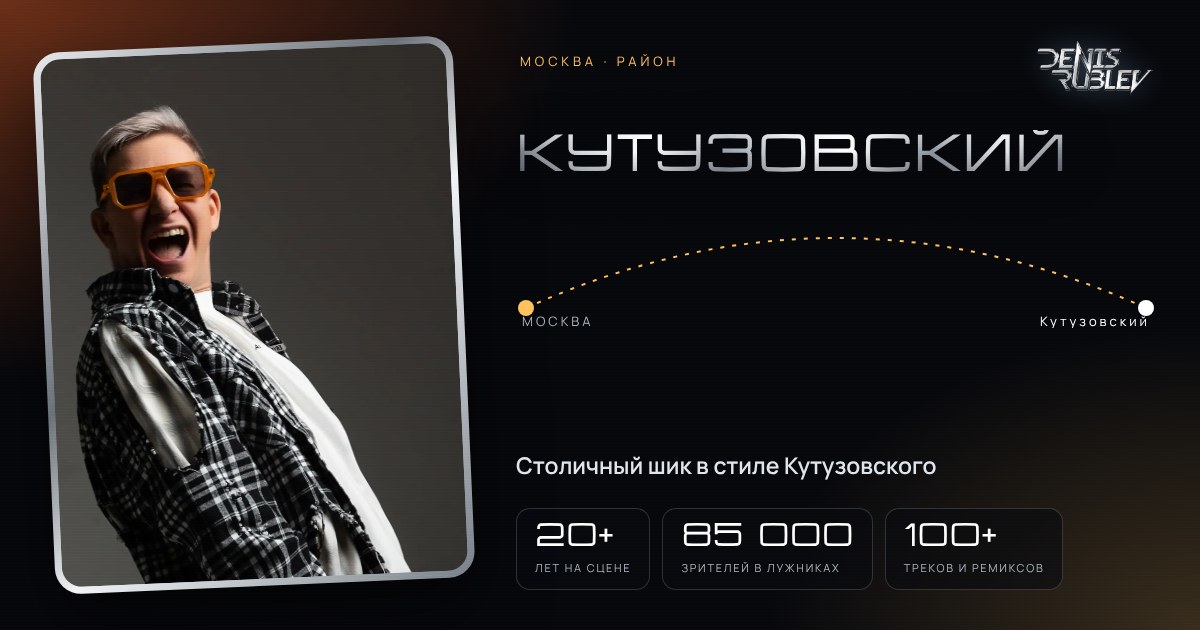 МОСКВА · РАЙОН
DENIS
RUBLEV
КУТУЗОВСКИЙ
МОСКВА
Кутузовский
Столичный шик в стиле Кутузовского
20+
ЛЕТ НА СЦЕНЕ
85 000
ЗРИТЕЛЕЙ В ЛУЖНИКАХ
100+
ТРЕКОВ И РЕМИКСОВ